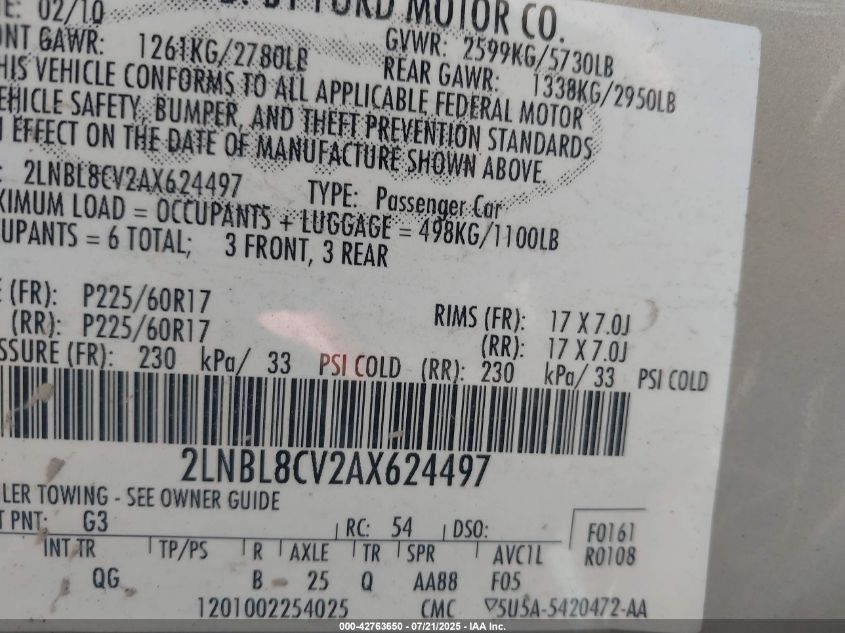 E: 02/10 D. BY FORD MOTOR CO.
NT GAWR: 1261KG/2780LB GVWR: 2599KG/5730LB
REAR GAWR: 1338KG/2950LB
HIS VEHICLE CONFORMS TO ALL APPLICABLE FEDERAL MOTOR
EHICLE SAFETY, BUMPER, AND THEFT PREVENTION STANDARDS
EFFECT ON THE DATE OF MANUFACTURE SHOWN ABOVE.
: 2LNBL8CV2AX624497 TYPE: Passenger Car
XIMUM LOAD = OCCUPANTS + LUGGAGE = 498KG/1100LB
UPANTS = 6 TOTAL; 3 FRONT, 3 REAR
E (FR): P225/60R17 RIMS (FR): 17 X 7.0J
(RR): P225/60R17 (RR): 17 X 7.0J
SSURE (FR): 230 kPa/ 33 PSI COLD (RR): 230 kPa/ 33 PSI COLD
2LNBL8CV2AX624497
ILER TOWING - SEE OWNER GUIDE
T PNT: G3 RC: 54 DSO: F0161
R0108
INT TR TP/PS R AXLE TR SPR AVC1L
QG B 25 Q AA88 F05
1201002254025 CMC ▽5U5A-5420472-AA
000-42763650 / 07/21/2025 - IAA Inc.